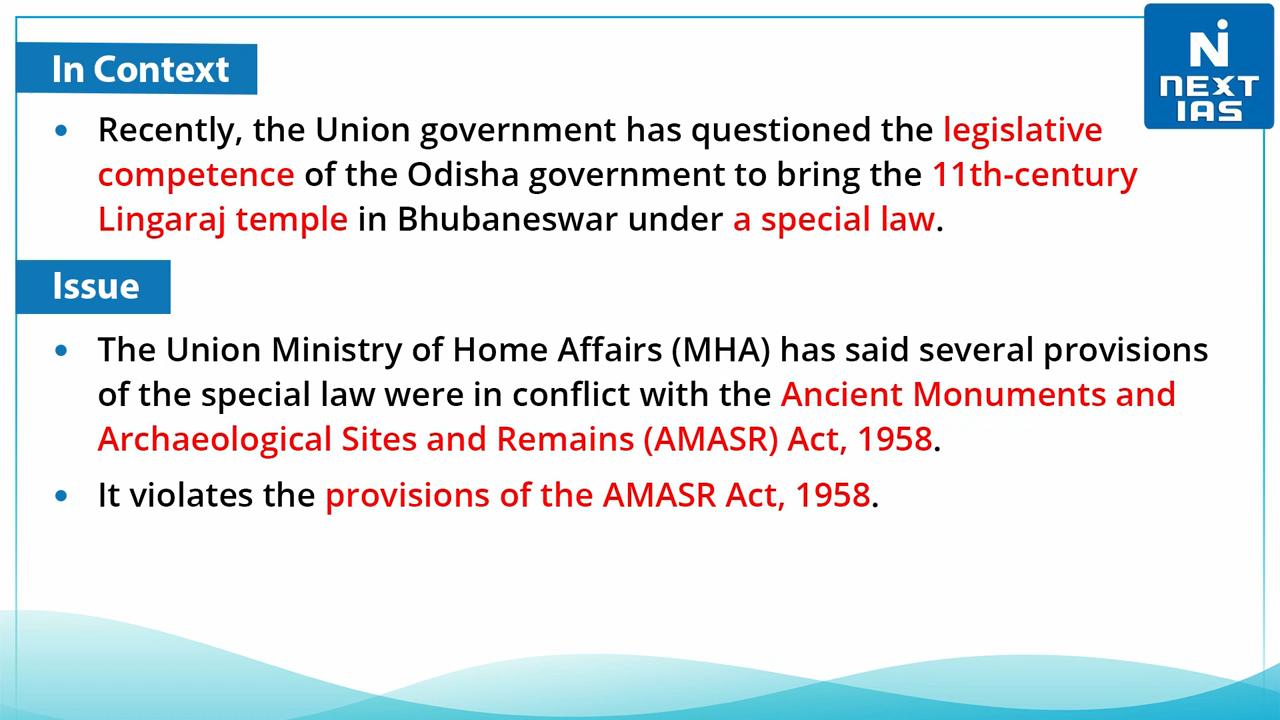 In Context
NEXT
IAS
Recently, the Union government has questioned the legislative
competence of the Odisha government to bring the 11th-century
Lingaraj temple in Bhubaneswar under a special law.
Issue
The Union Ministry of Home Affairs (MHA) has said several provisions
of the special law were in conflict with the Ancient Monuments and
Archaeological Sites and Remains (AMASR) Act, 1958.
It violates the provisions of the AMASR Act, 1958.